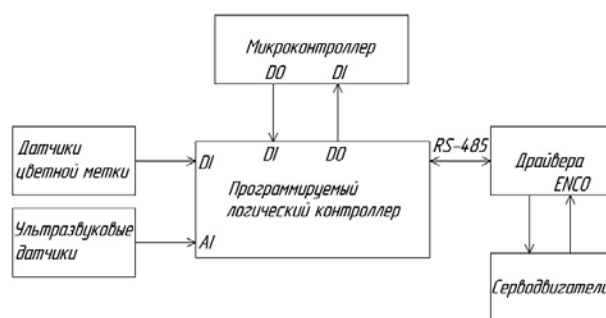 Микроконтроллер
DO DI
Датчики
цветной метки
DI
DI DO
Программируемый
логический контроллер
RS-485
Драйвера
ENCO
Ультразвуковые
датчики
AI
Серводвигатели